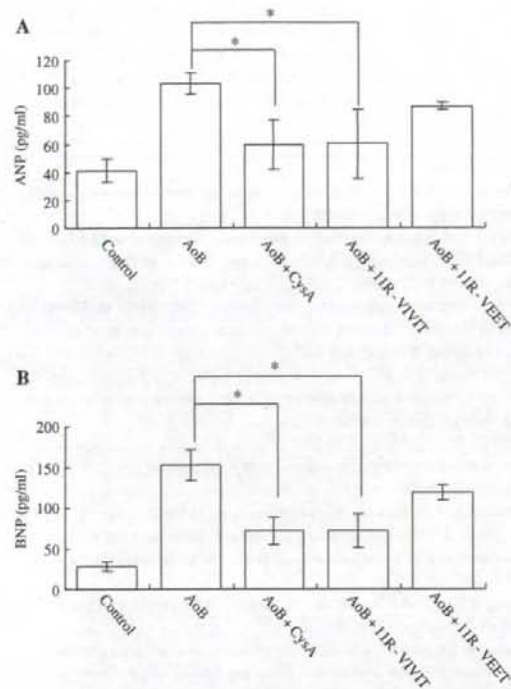 A
*
*
ANP (pg/ml)
120
100
80
60
40
20
0
Control
AoB
AoB + CysA
AoB + 11R - VIVIT
AoB + 11R - VEET
B
*
*
BNP (pg/ml)
200
150
100
50
0
Control
AoB
AoB + CysA
AoB + 11R - VIVIT
AoB + 11R - VEET